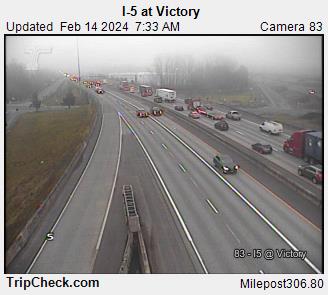 I-5 at Victory
Updated Feb 14 2024 7:33 AM Camera 83
S
83 - I5 @ Victory
TripCheck.com Milepost306.80